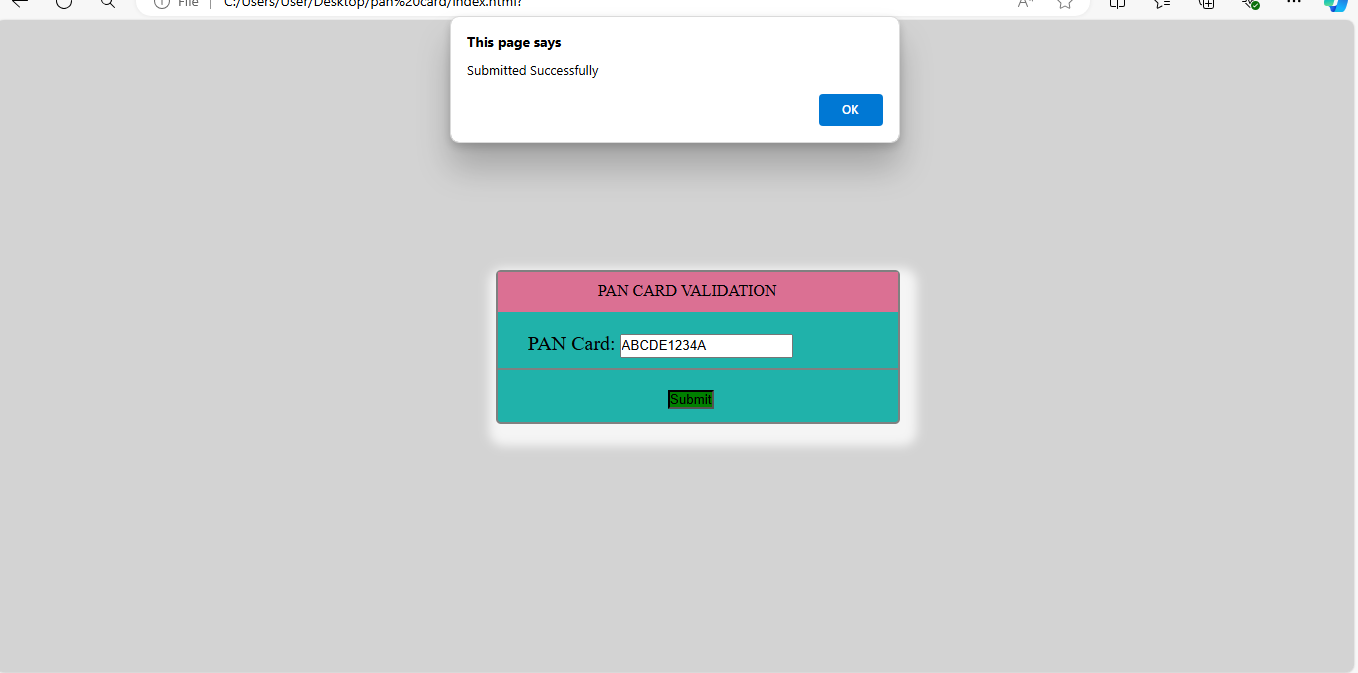 File C:/Users/User/Desktop/pan%20card/index.html?
This page says
Submitted Successfully
OK
PAN CARD VALIDATION
PAN Card: ABCDE1234A
Submit